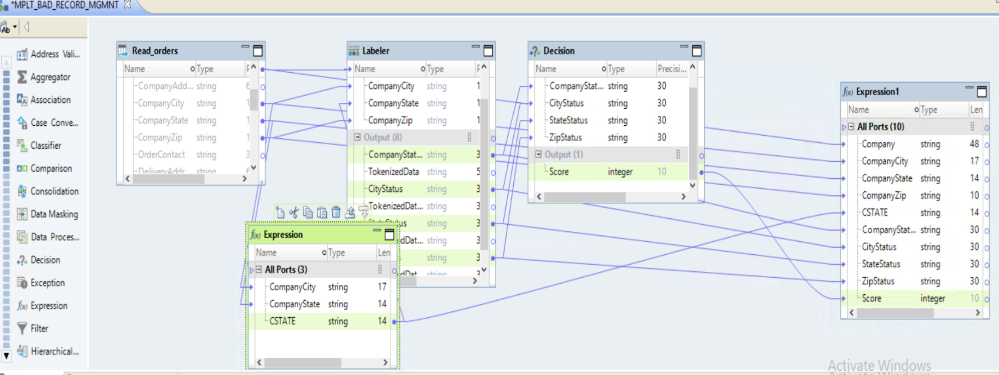 *MPLT_BAD_RECORD_MGMNT
Ab
Address Vali...
Aggregator
Association
Case Conve...
Classifier
Comparison
Consolidation
Data Masking
Data Proces...
Decision
Exception
Expression
Filter
Hierarchical...
Read_orders
Name Type
CompanyAdd... string 6
CompanyCity string 1
CompanyState string 1
CompanyZip string 1
OrderContact string 3
DeliveryAddr string 6
Labeler
Name Type
CompanyCity string 1
CompanyState string 1
CompanyZip string 1
Output (8)
CompanyStat... string 3
TokenizedData string 5
CityStatus string 3
TokenizedDat... string 3
string 3
dDat... string 3
string 3
dDat string 3
Decision
Name Type Precisi...
CompanyStat... string 30
CityStatus string 30
StateStatus string 30
ZipStatus string 30
Output (1)
Score integer 10
f(x) Expression
Name Type Len
All Ports (3)
CompanyCity string 17
CompanyState string 14
CSTATE string 14
f(x) Expression1
Name Type Len
All Ports (10)
Company string 48
CompanyCity string 17
CompanyState string 14
CompanyZip string 10
CSTATE string 14
CompanyStat... string 30
CityStatus string 30
StateStatus string 30
ZipStatus string 30
Score integer 10
Activate Windows